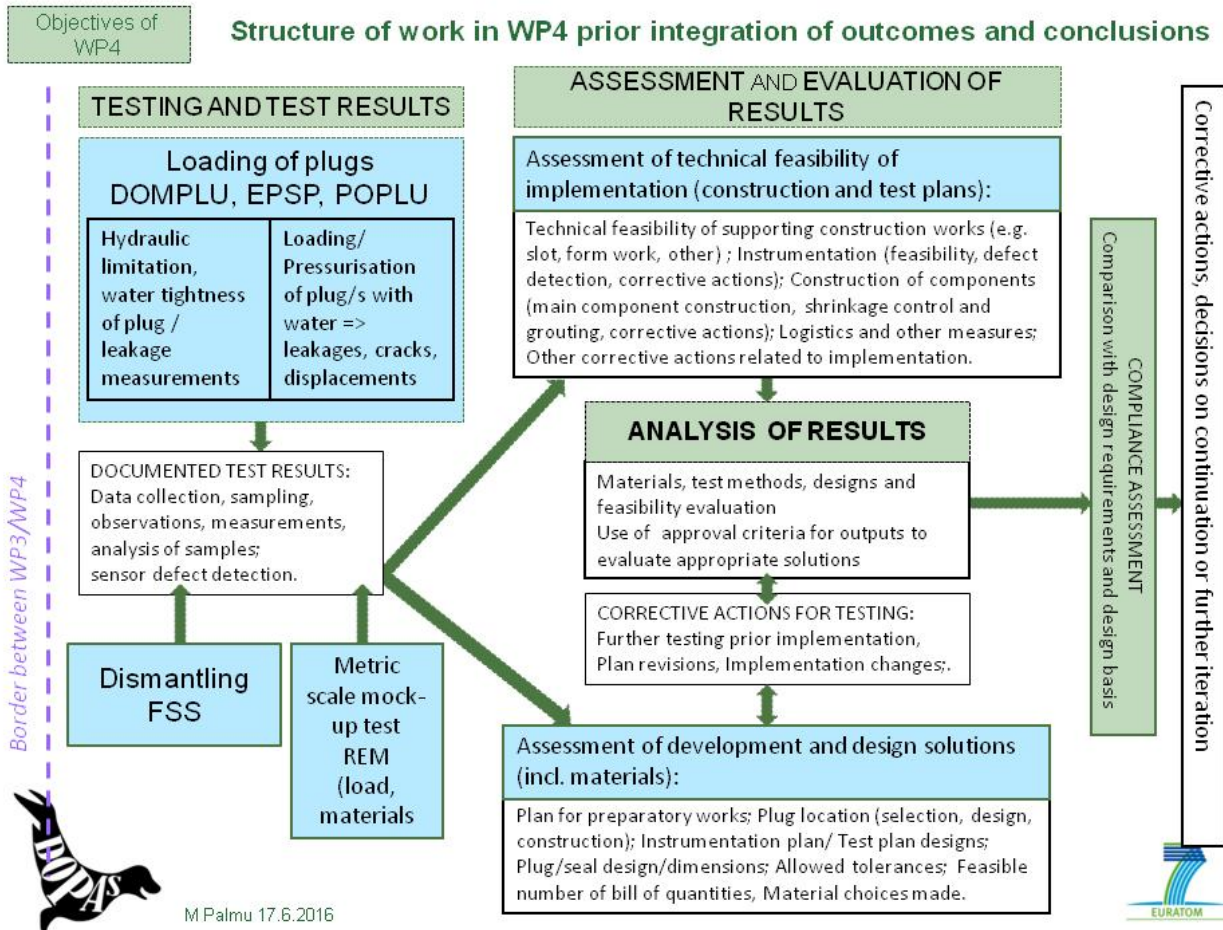 Objectives of
WP4
Structure of work in WP4 prior integration of outcomes and conclusions
Border between WP3/WP4
TESTING AND TEST RESULTS
Loading of plugs
DOMPLU, EPSP, POPLU
Hydraulic
limitation,
water tightness
of plug /
leakage
measurements
Loading/
Pressurisation
of plug/s with
water =>
leakages, cracks,
displacements
DOCUMENTED TEST RESULTS:
Data collection, sampling,
observations, measurements,
analysis of samples;
sensor defect detection.
Dismantling
FSS
Metric
scale mock-
up test
REM
(load,
materials
ASSESSMENT AND EVALUATION OF
RESULTS
Assessment of technical feasibility of
implementation (construction and test plans):
Technical feasibility of supporting construction works (e.g.
slot, form work, other) ; Instrumentation (feasibility, defect
detection, corrective actions); Construction of components
(main component construction, shrinkage control and
grouting, corrective actions); Logistics and other measures;
Other corrective actions related to implementation.
ANALYSIS OF RESULTS
Materials, test methods, designs and
feasibility evaluation
Use of approval criteria for outputs to
evaluate appropriate solutions
CORRECTIVE ACTIONS FOR TESTING:
Further testing prior implementation,
Plan revisions, Implementation changes;.
Assessment of development and design solutions
(incl. materials):
Plan for preparatory works; Plug location (selection, design,
construction); Instrumentation plan/ Test plan designs;
Plug/seal design/dimensions; Allowed tolerances; Feasible
number of bill of quantities, Material choices made.
COMPLIANCE ASSESSMENT
Comparison with design requirements and design basis
Corrective actions, decisions on continuation or further iteration
DOPAS
M Palmu 17.6.2016
EURATOM